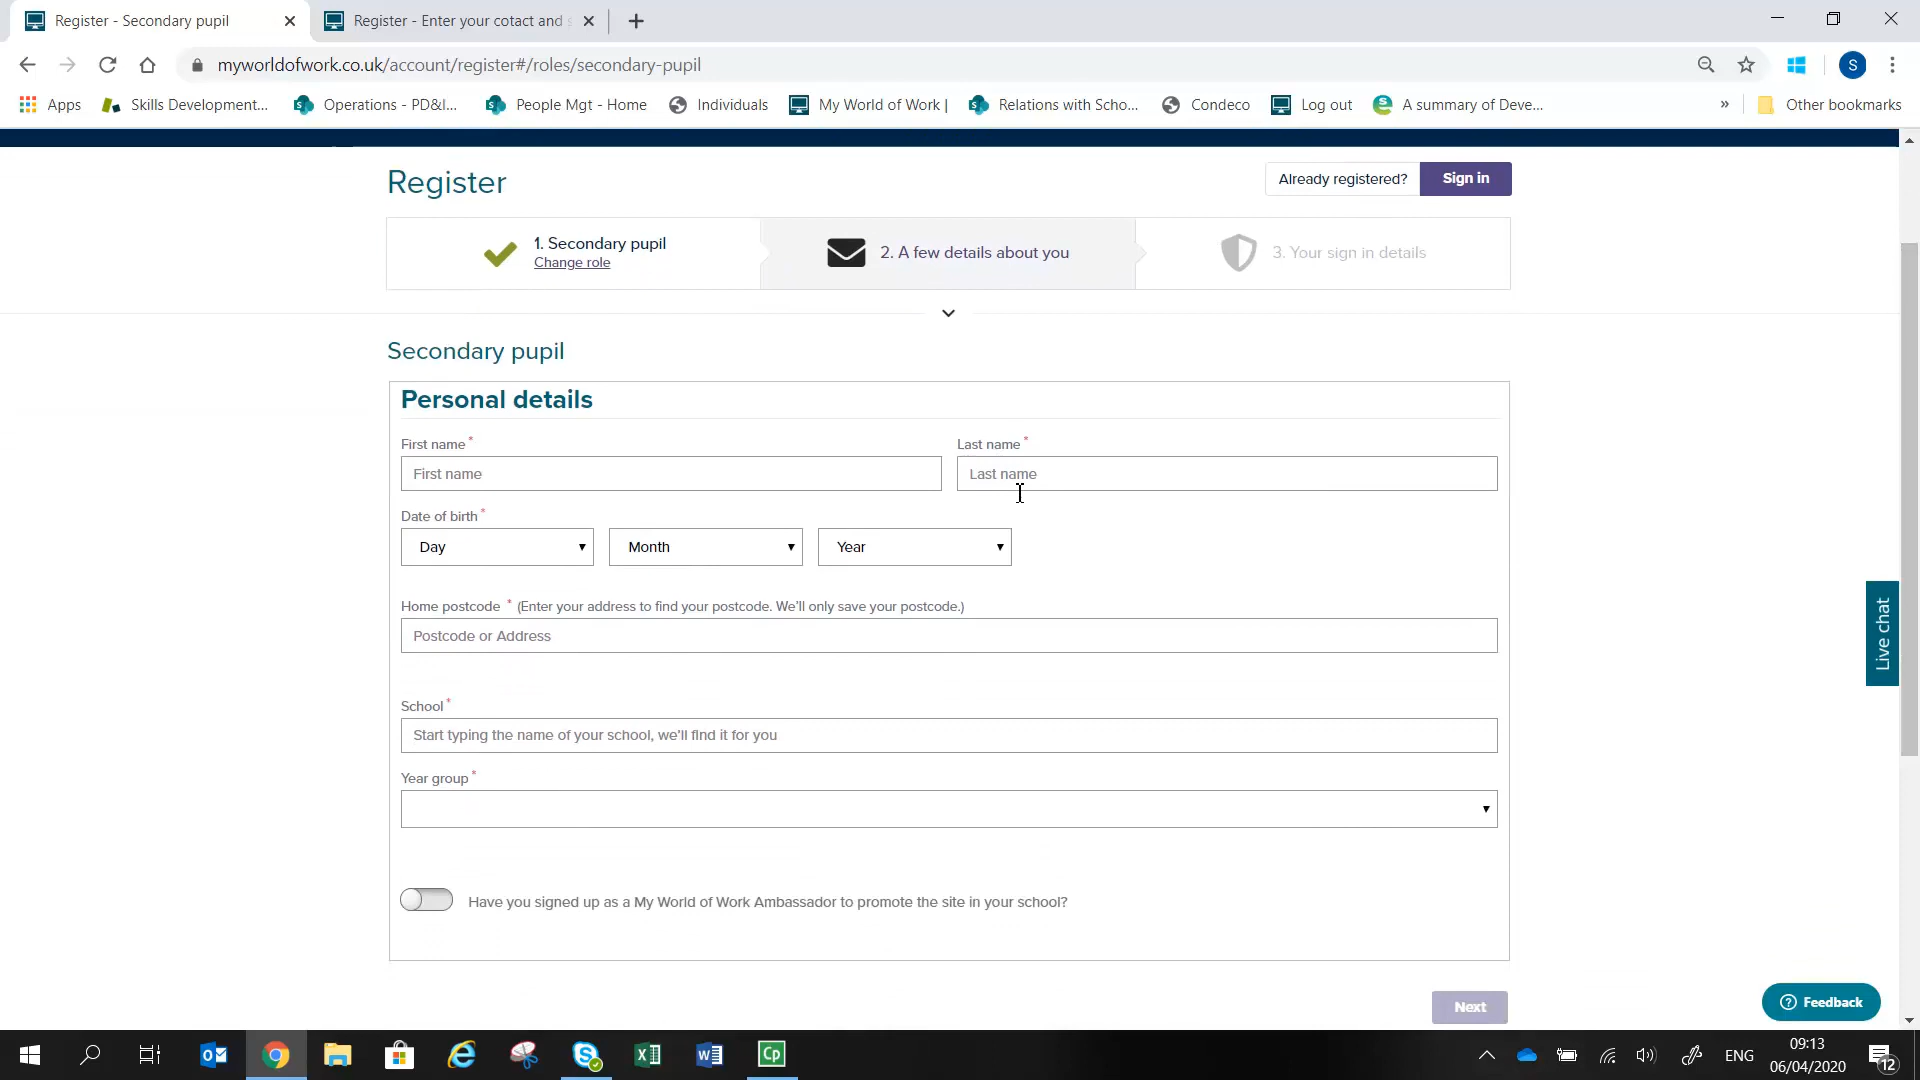 Register - Secondary pupil
Register - Enter your cotact and
myworldofwork.co.uk/account/register#/roles/secondary-pupil
S
Apps
Skills Development...
Operations - PD&I...
People Mgt - Home
Individuals
My World of Work |
Relations with Scho...
Condeco
Log out
A summary of Deve...
»
Other bookmarks
Register
Already registered?
Sign in
1. Secondary pupil
Change role
2. A few details about you
3. Your sign in details
Secondary pupil
Personal details
First name *
Last name *
First name
Last name
Date of birth *
Day
Month
Year
Home postcode * (Enter your address to find your postcode. We'll only save your postcode.)
Postcode or Address
Live chat
School *
Start typing the name of your school, we'll find it for you
Year group *
Have you signed up as a My World of Work Ambassador to promote the site in your school?
Next
Feedback
ENG
09:13
06/04/2020
12